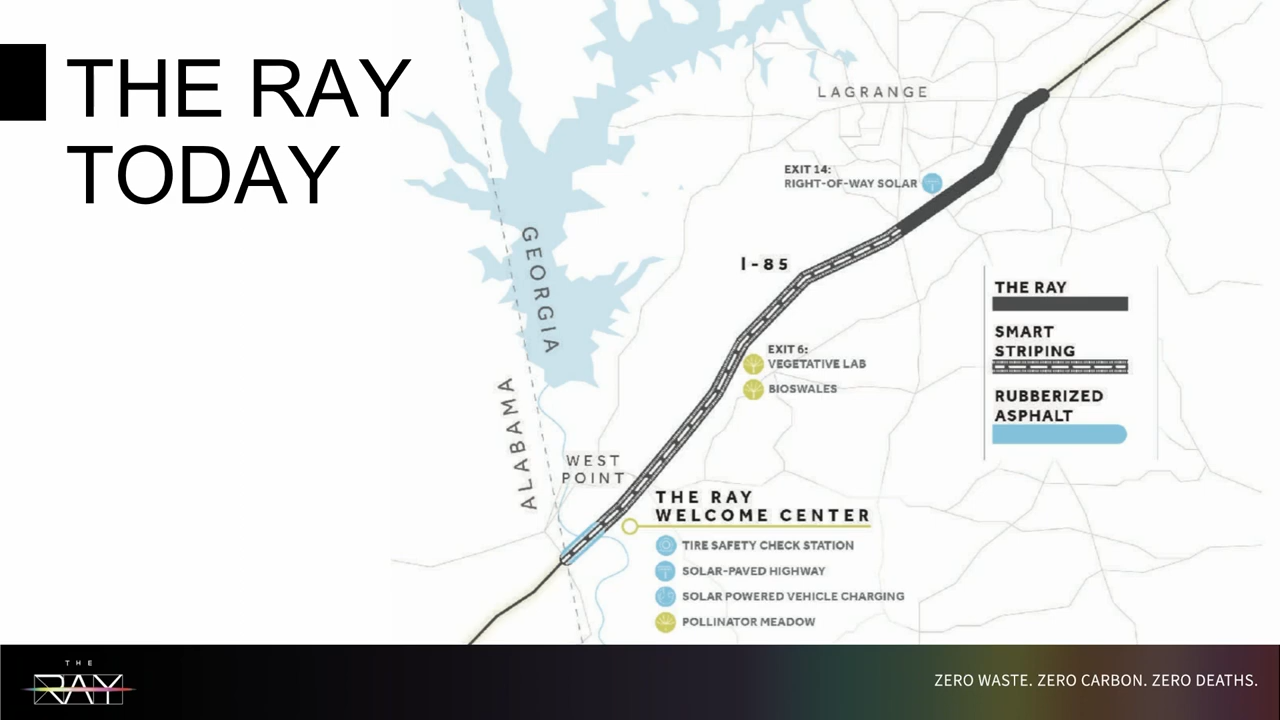 THE RAY
TODAY
LAGRANGE
EXIT 14:
RIGHT-OF-WAY SOLAR
GEORGIA
I-85
THE RAY
SMART
STRIPING
RUBBERIZED
ASPHALT
EXIT 6:
VEGETATIVE LAB
BIOSWALES
ALABAMA
WEST
POINT
THE RAY
WELCOME CENTER
TIRE SAFETY CHECK STATION
SOLAR-PAVED HIGHWAY
SOLAR POWERED VEHICLE CHARGING
POLLINATOR MEADOW
THE
RAY
ZERO WASTE. ZERO CARBON. ZERO DEATHS.